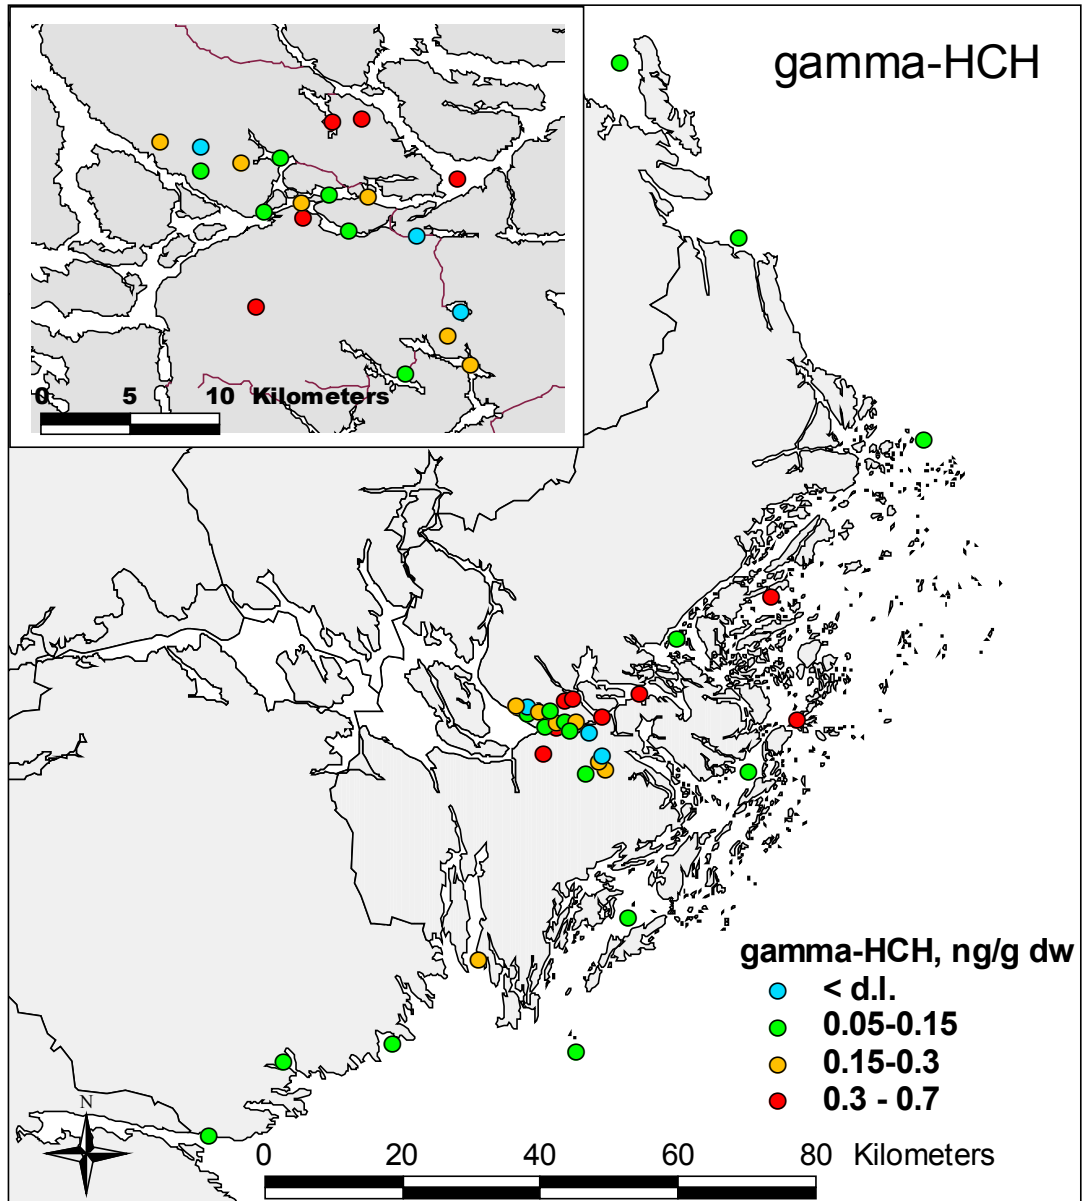 gamma-HCH
0 5 10 Kilometers
gamma-HCH, ng/g dw
< d.l.
0.05-0.15
0.15-0.3
0.3 - 0.7
N
0 20 40 60 80 Kilometers